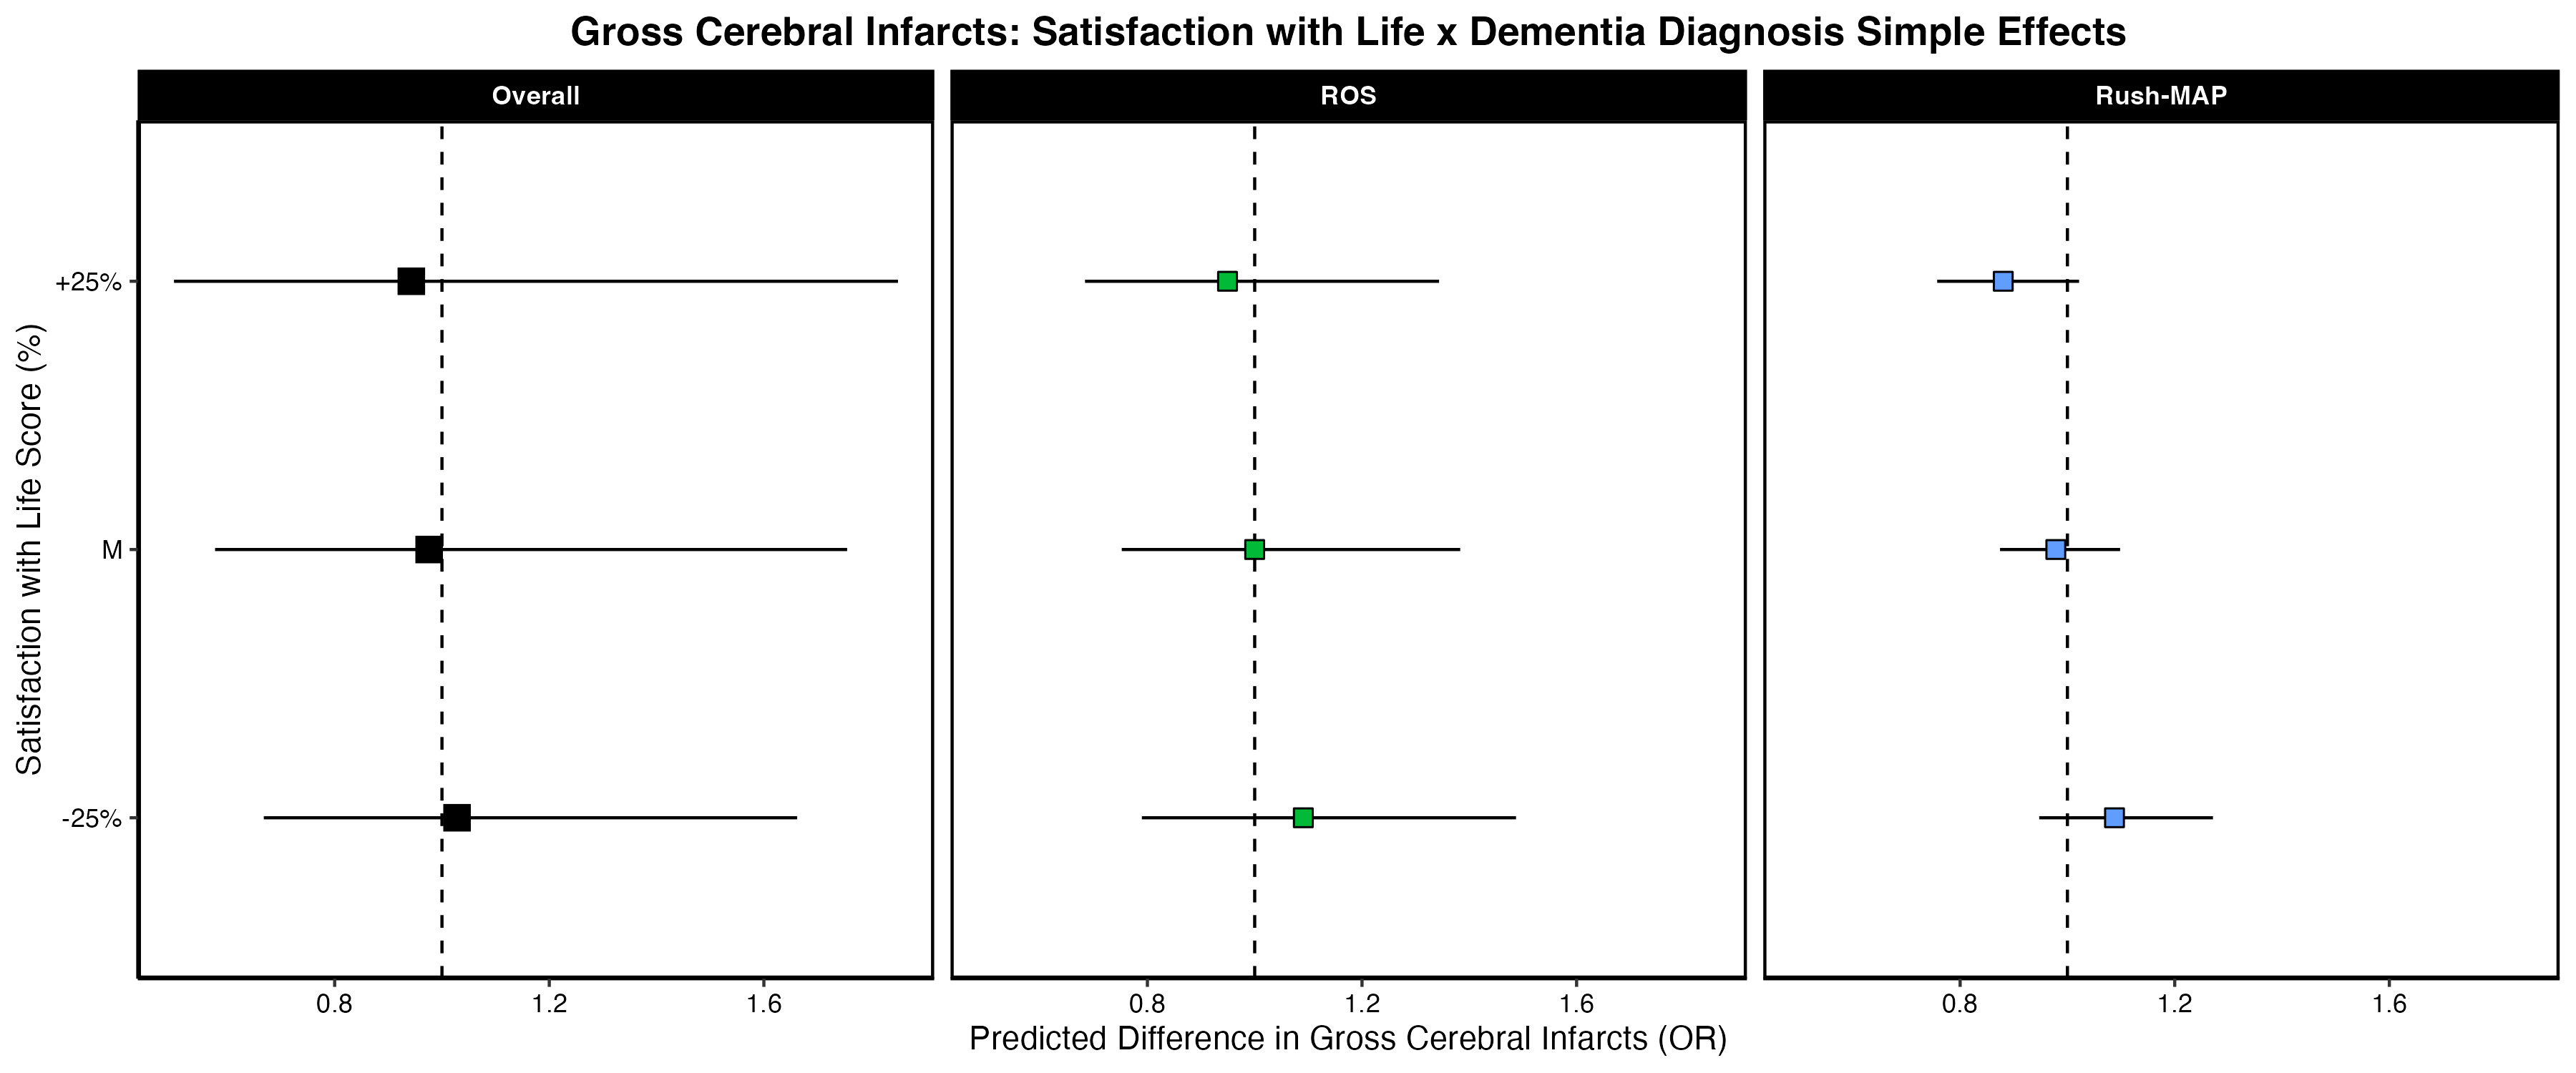 Gross Cerebral Infarcts: Satisfaction with Life x Dementia Diagnosis Simple Effects
Overall
ROS
Rush-MAP
Satisfaction with Life Score (%)
+25%
M
-25%
0.8
1.2
1.6
0.8
1.2
1.6
0.8
1.2
1.6
Predicted Difference in Gross Cerebral Infarcts (OR)